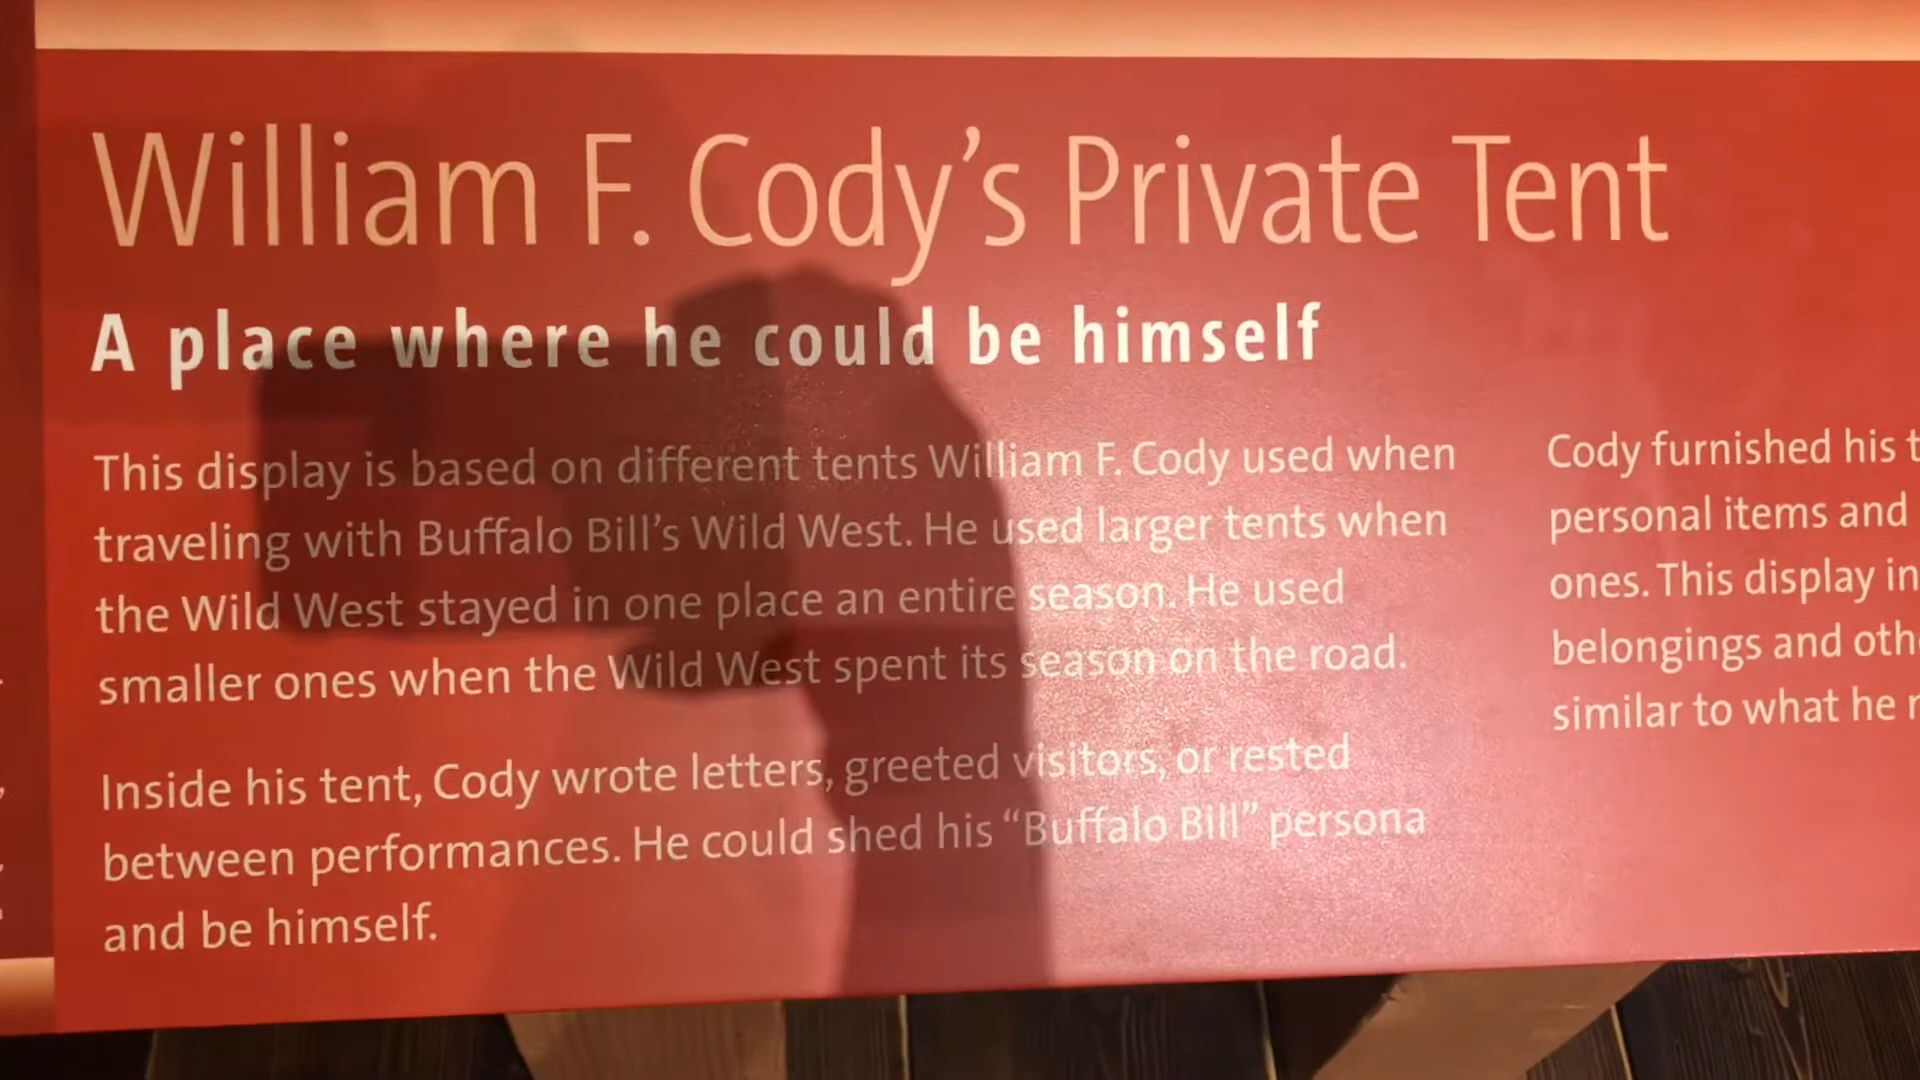 William F. Cody's Private Tent
A place where he could be himself
This display is based on different tents William F. Cody used when
traveling with Buffalo Bill's Wild West. He used larger tents when
the Wild West stayed in one place an entire season. He used
smaller ones when the Wild West spent its season on the road.
Inside his tent, Cody wrote letters, greeted visitors, or rested
between performances. He could shed his “Buffalo Bill” persona
and be himself.
Cody furnished his
personal items and
ones. This display
belongings and
similar to what he